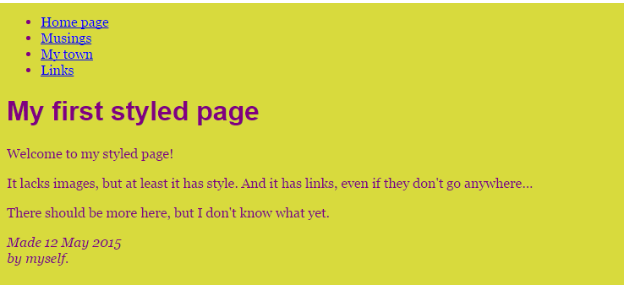 Home page
Musings
My town
Links
My first styled page
Welcome to my styled page!
It lacks images, but at least it has style. And it has links, even if they don't go anywhere...
There should be more here, but I don't know what yet.
Made 12 May 2015
by myself.